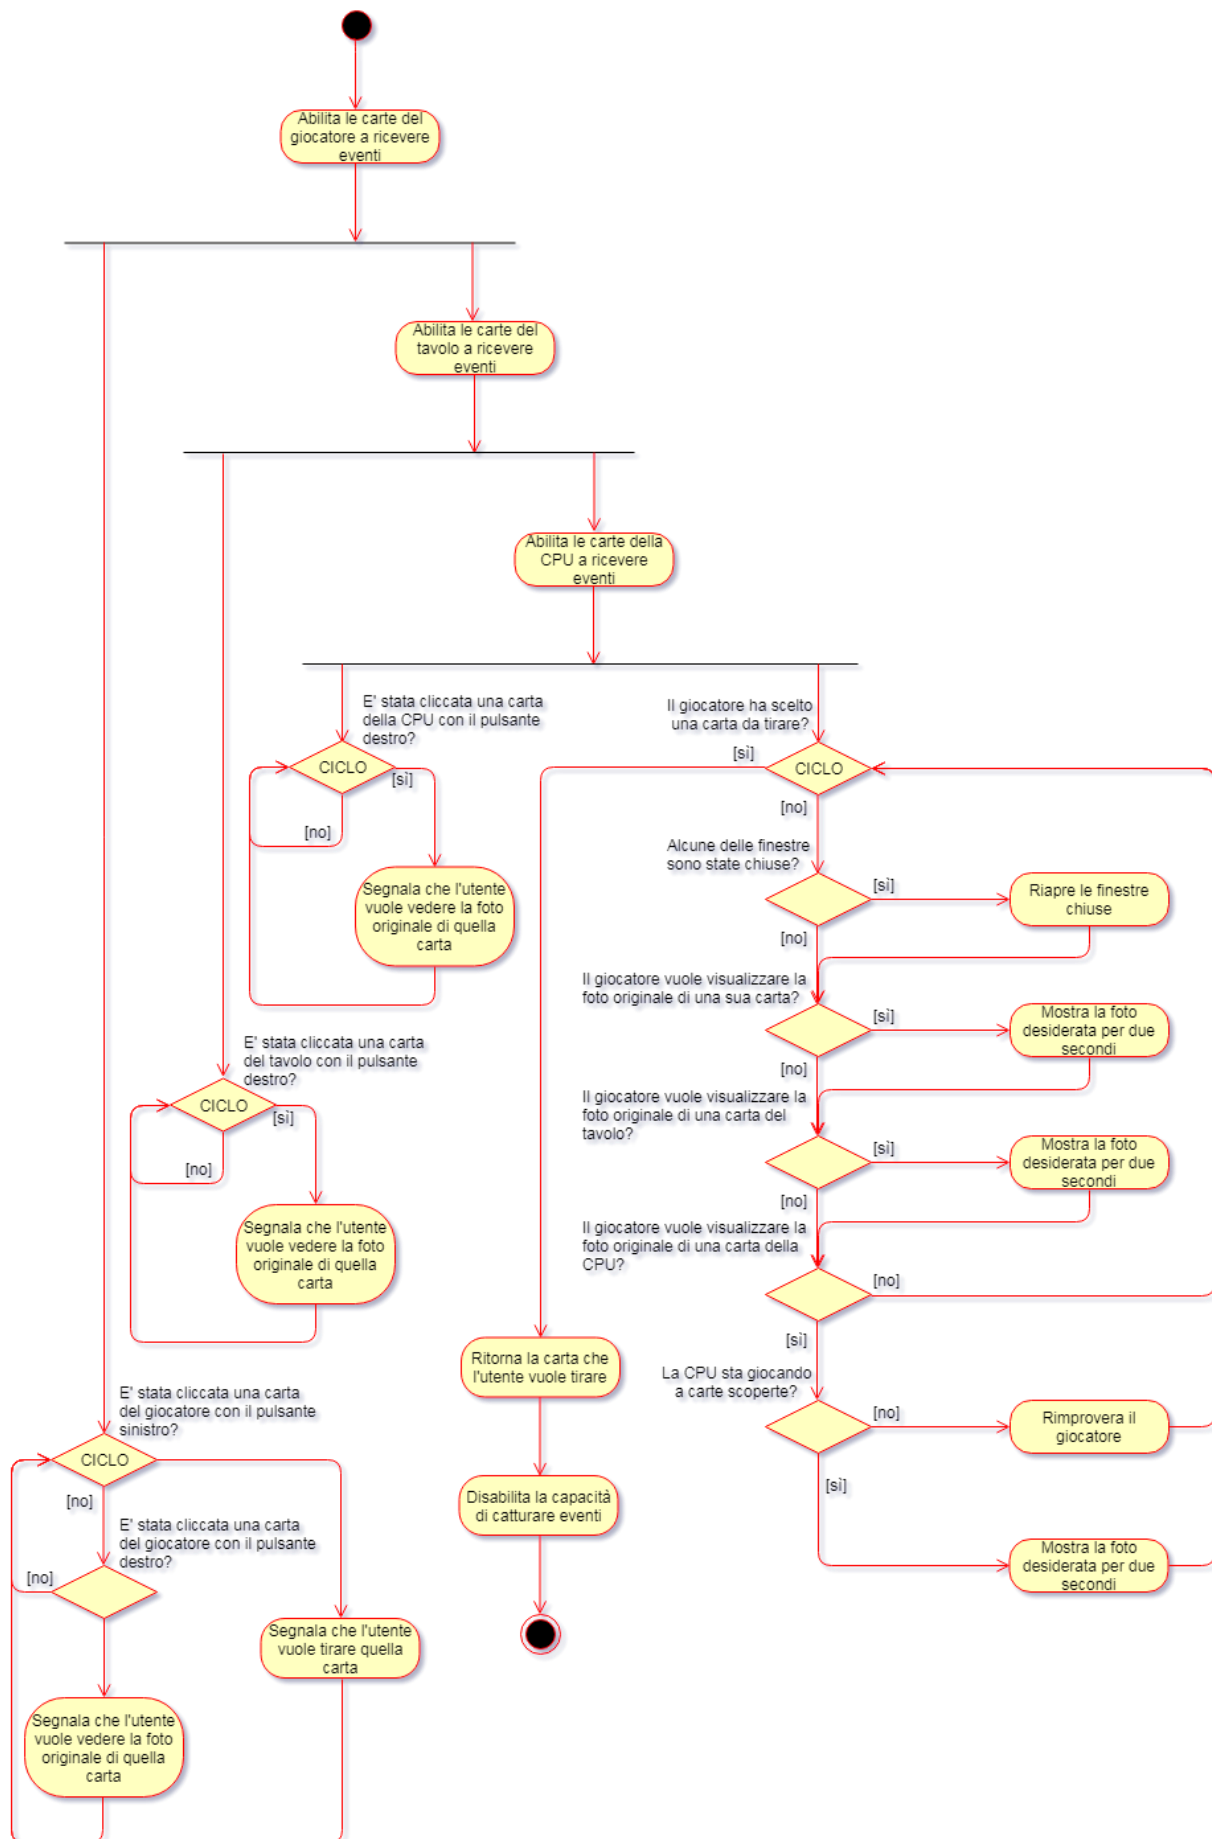 Abilita le carte del
giocatore a ricevere
eventi
Abilita le carte del
tavolo a ricevere
eventi
Abilita le carte della
CPU a ricevere
eventi
E' stata cliccata una carta
della CPU con il pulsante
destro?
CICLO
[sì]
[no]
Segnala che l'utente
vuole vedere la foto
originale di quella
carta
Il giocatore ha scelto
una carta da tirare?
[sì]
CICLO
[no]
Alcune delle finestre
sono state chiuse?
[sì]
Riapre le finestre
chiuse
[no]
Il giocatore vuole visualizzare la
foto originale di una sua carta?
[sì]
Mostra la foto
desiderata per due
secondi
[no]
Il giocatore vuole visualizzare la
foto originale di una carta del
tavolo?
[sì]
Mostra la foto
desiderata per due
secondi
[no]
Il giocatore vuole visualizzare la
foto originale di una carta della
CPU?
[no]
[sì]
La CPU sta giocando
a carte scoperte?
[no]
Rimprovera il
giocatore
[sì]
Mostra la foto
desiderata per due
secondi
E' stata cliccata una carta
del tavolo con il pulsante
destro?
CICLO
[sì]
[no]
Segnala che l'utente
vuole vedere la foto
originale di quella
carta
Ritorna la carta che
l'utente vuole tirare
Disabilita la capacità
di catturare eventi
E' stata cliccata una carta
del giocatore con il pulsante
sinistro?
CICLO
[no]
E' stata cliccata una carta
del giocatore con il pulsante
destro?
[no]
Segnala che l'utente
vuole tirare quella
carta
Segnala che l'utente
vuole vedere la foto
originale di quella
carta